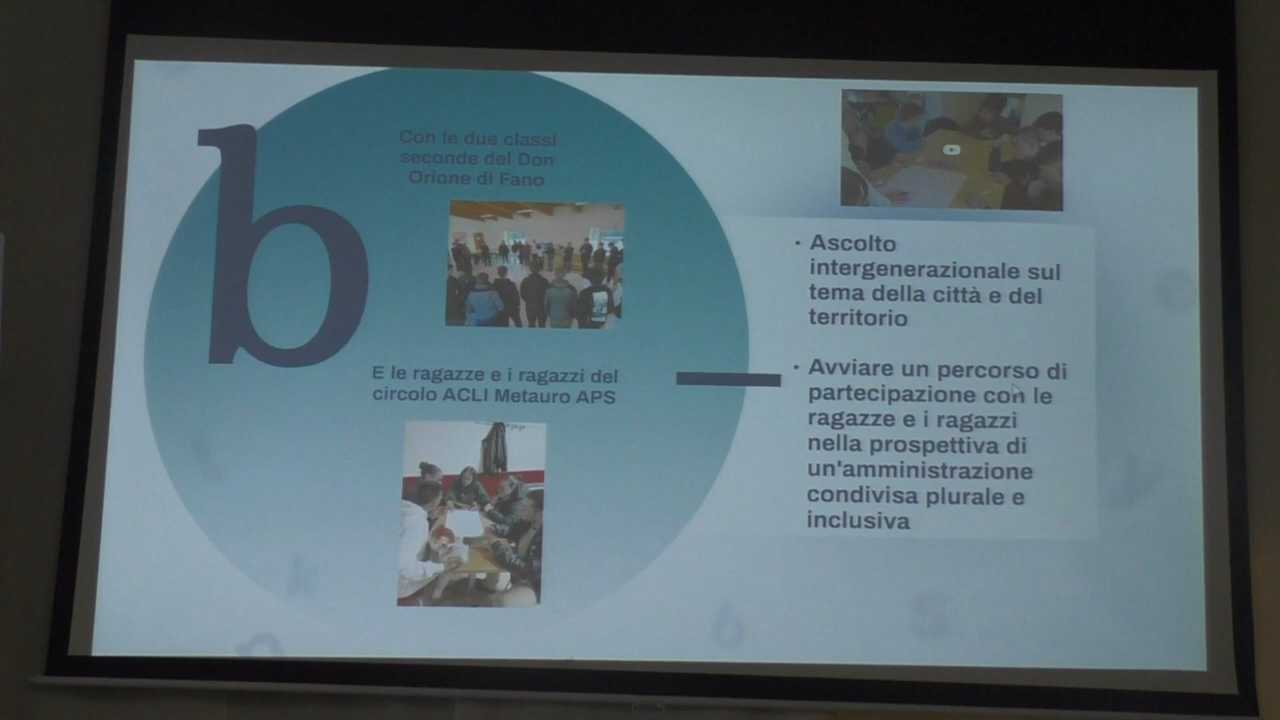 b
Con le due classi
seconde del Don
Orione di Fano
E le ragazze e i ragazzi del
circolo ACLI Metauro APS
• Ascolto
intergenerazionale sul
tema della città e del
territorio
• Avviare un percorso di
partecipazione con le
ragazze e i ragazzi
nella prospettiva di
un'amministrazione
condivisa plurale e
inclusiva
k
n
6
S